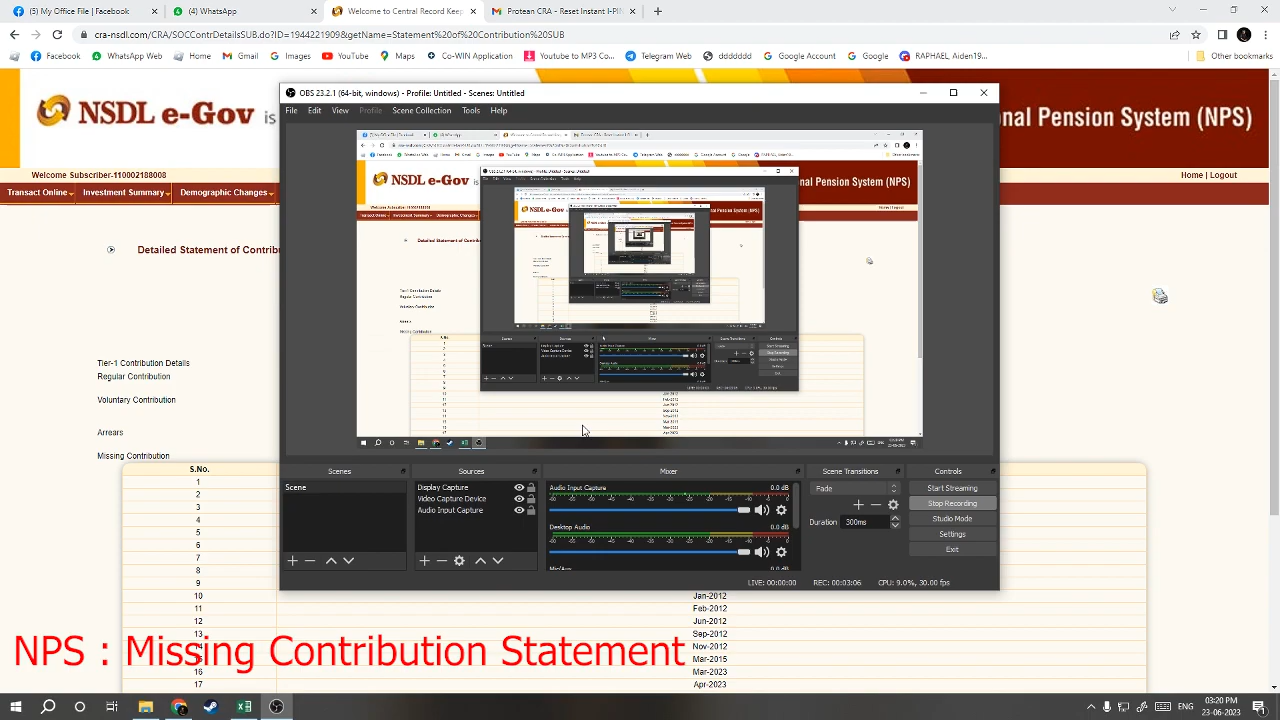 (5) My Office File | Facebook
(4) WhatsApp
Welcome to Central Record Keep
Protean CRA - Reset Instant I-PIN
cra-nsdl.com/CRA/SOCContrDetailsSUB.do?ID=1944221909&getName=Statement%20of%20Contribution%20SUB
Facebook
WhatsApp Web
Home
Gmail
Images
YouTube
Maps
Co-WIN Application
Youtube to MP3 Co...
Telegram Web
ddddddd
Google Account
Google
RAPHAEL, Aiden19...
Other bookmarks
NSDL e-Gov is
onal Pension System (NPS)
Welcome Subscriber-110002188008
Home | Logout
Transact Online
Investment Summary
Demographic Changes
Detailed Statement of Contrib
Tier-1 Contribution Details
Regular Contribution
Voluntary Contribution
Arrears
Missing Contribution
S.No.
1
2
3
4
5
6
7
8
9
10 Jan-2012
11 Feb-2012
12 Jun-2012
13 Sep-2012
14 Nov-2012
15 Mar-2015
16 Mar-2023
17 Apr-2023
OBS 23.2.1 (64-bit, windows) - Profile: Untitled - Scenes: Untitled
File Edit View Profile Scene Collection Tools Help
Scenes
Scene
Sources
Display Capture
Video Capture Device
Audio Input Capture
Mixer
Audio Input Capture 0.0 dB
Desktop Audio 0.0 dB
Mic/Aux
Scene Transitions
Fade
Duration 300ms
Controls
Start Streaming
Stop Recording
Studio Mode
Settings
Exit
LIVE: 00:00:00 REC: 00:03:06 CPU: 9.0%, 30.00 fps
NPS : Missing Contribution Statement
ENG
03:20 PM
23-06-2023